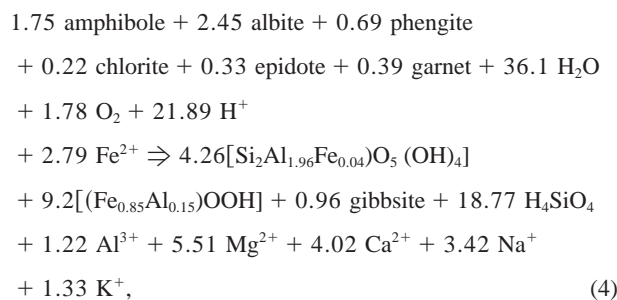 1.75 amphibole + 2.45 albite + 0.69 phengite
+ 0.22 chlorite + 0.33 epidote + 0.39 garnet + 36.1 H₂O
+ 1.78 O₂ + 21.89 H⁺
+ 2.79 Fe²⁺ ⇒ 4.26[Si₂Al₁.₉₆Fe₀.₀₄)O₅ (OH)₄]
+ 9.2[(Fe₀.₈₅Al₀.₁₅)OOH] + 0.96 gibbsite + 18.77 H₄SiO₄
+ 1.22 Al³⁺ + 5.51 Mg²⁺ + 4.02 Ca²⁺ + 3.42 Na⁺
+ 1.33 K⁺, (4)